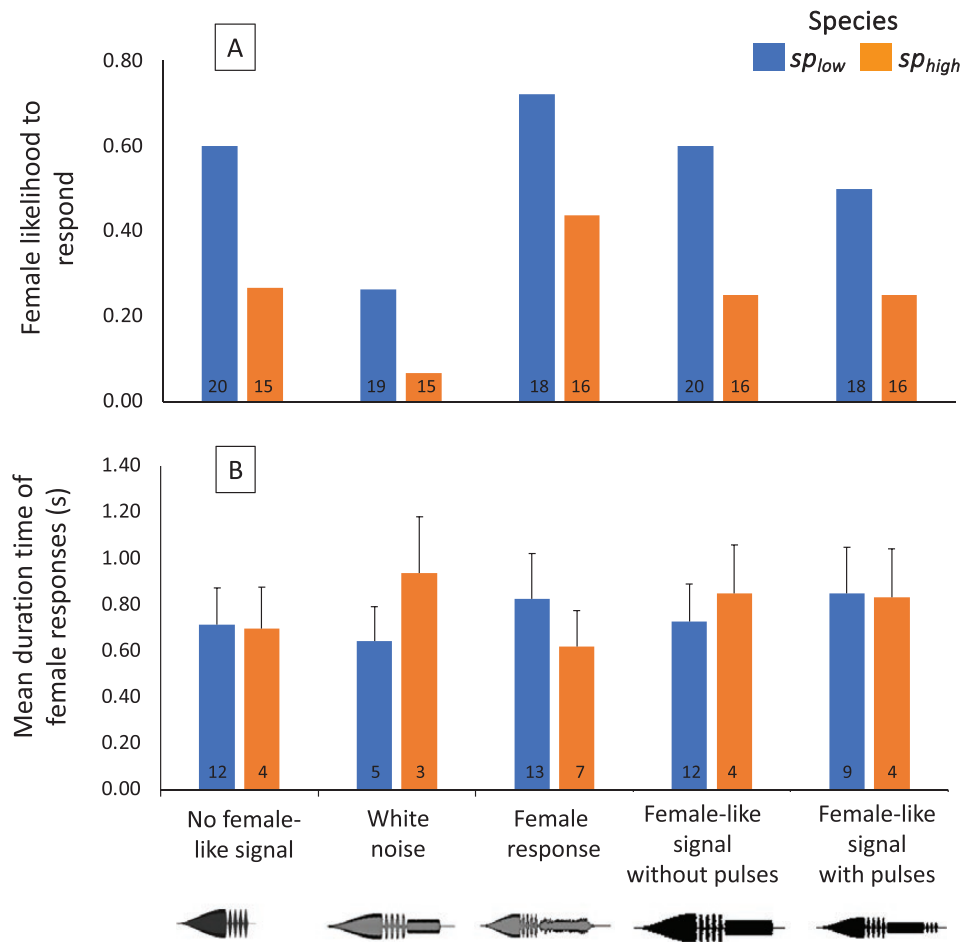 A
Species
sp_low sp_high
Female likelihood to
respond
0.80
0.60
0.40
0.20
0.00
20 15 19 15 18 16 20 16 18 16
B
Mean duration time of
female responses (s)
1.40
1.20
1.00
0.80
0.60
0.40
0.20
0.00
12 4 5 3 13 7 12 4 9 4
No female-
like signal
White
noise
Female
response
Female-like
signal
without pulses
Female-like
signal
with pulses